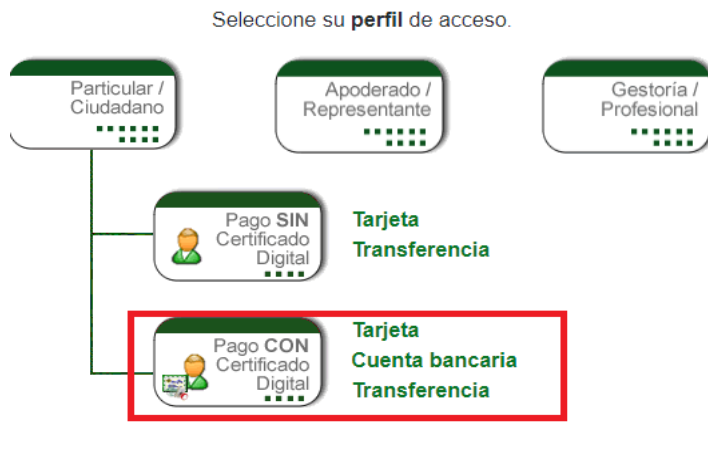 Seleccione su perfil de acceso.
Particular /
Ciudadano
Apoderado /
Representante
Gestoría /
Profesional
Pago SIN
Certificado
Digital
Tarjeta
Transferencia
Pago CON
Certificado
Digital
Tarjeta
Cuenta bancaria
Transferencia